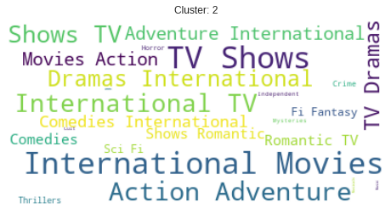 Cluster: 2
Shows TV
Adventure International
Horror
Movies Action
TV Shows
TV Dramas
Dramas International
Crime
International TV
independent
Fi Fantasy
Comedies International
Mysteries
Comedies
Shows Romantic
Romantic TV
Sci Fi
International Movies
Action Adventure
Thrillers